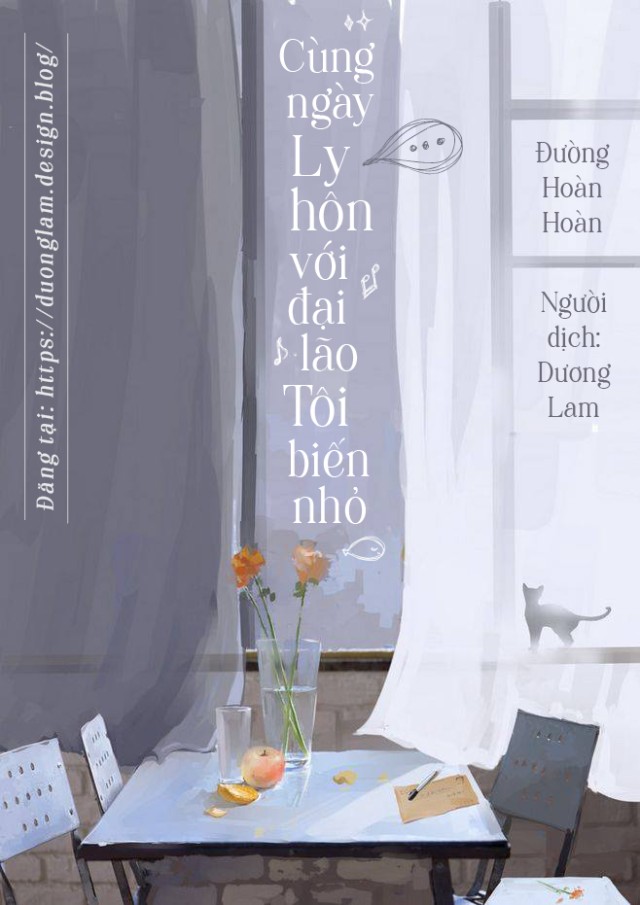 Đăng tại: https://duonglam.design.blog/
Cùng
ngày
Ly
hôn
với
đại
lão
Tôi
biến
nhỏ
Đường
Hoàn
Hoàn
Người
dịch:
Dương
Lam